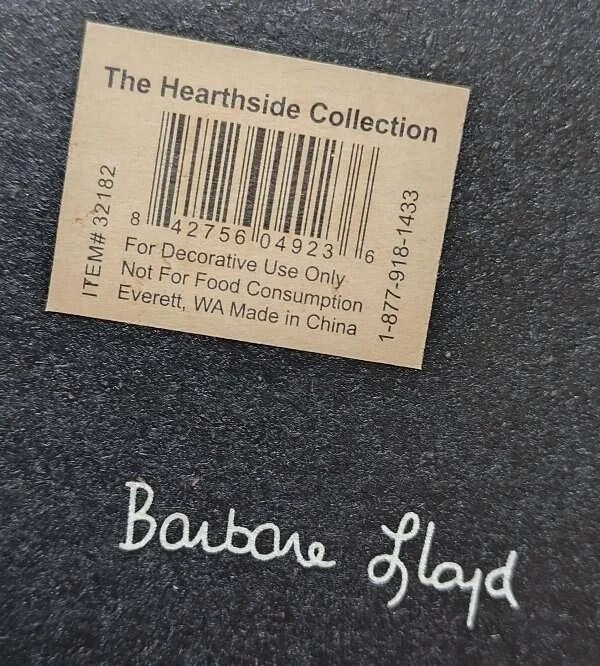 The Hearthside Collection
ITEM# 32182
8 42756 04923 6
1-877-918-1433
For Decorative Use Only
Not For Food Consumption
Everett, WA Made in China
Barbara Lloyd